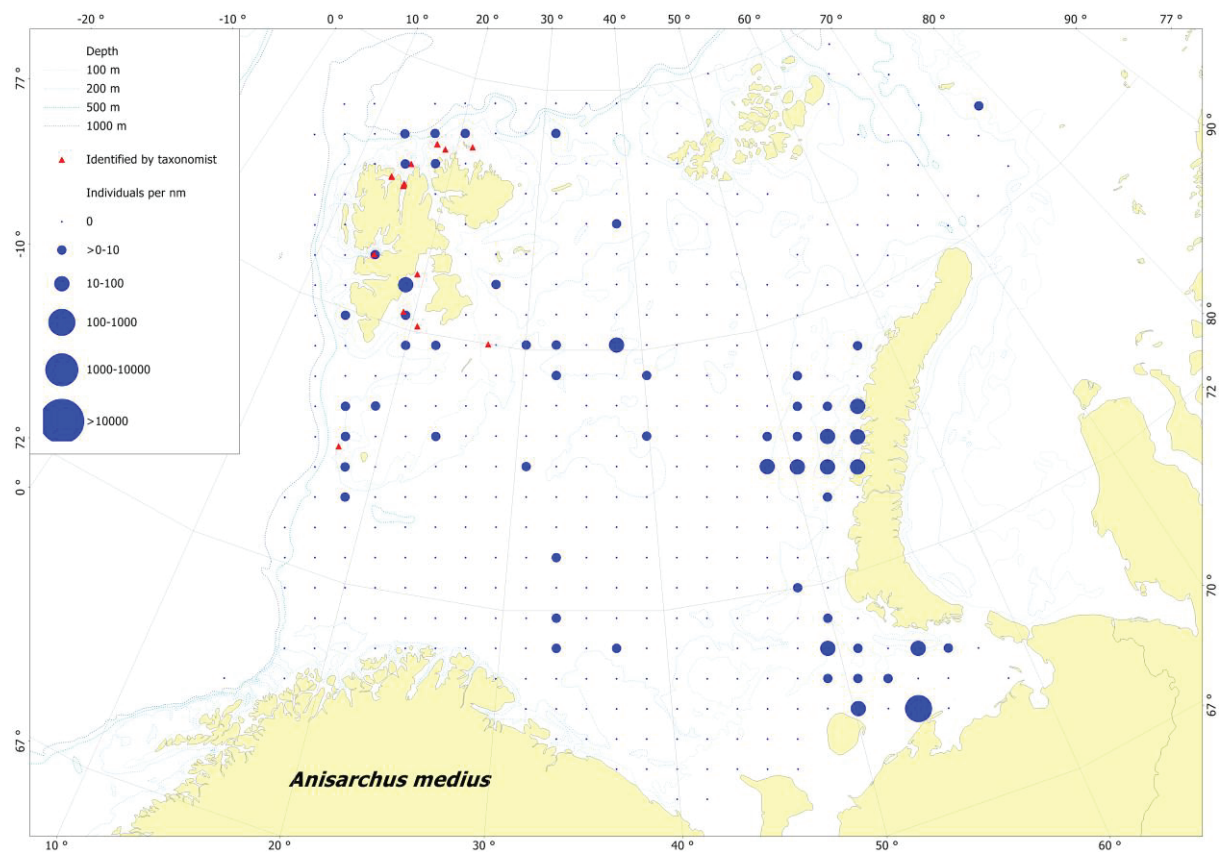 -20 ° -10 ° 0 ° 10 ° 20 ° 30 ° 40 ° 50 ° 60 ° 70 ° 80 ° 90 ° 77 °
Depth
100 m
200 m
500 m
1000 m
Identified by taxonomist
Individuals per nm
0
>0-10
10-100
100-1000
1000-10000
>10000
77 °
-10 °
72 °
0 °
67 °
90 °
80 °
72 °
70 °
67 °
Anisarchus medius
10 ° 20 ° 30 ° 40 ° 50 ° 60 °